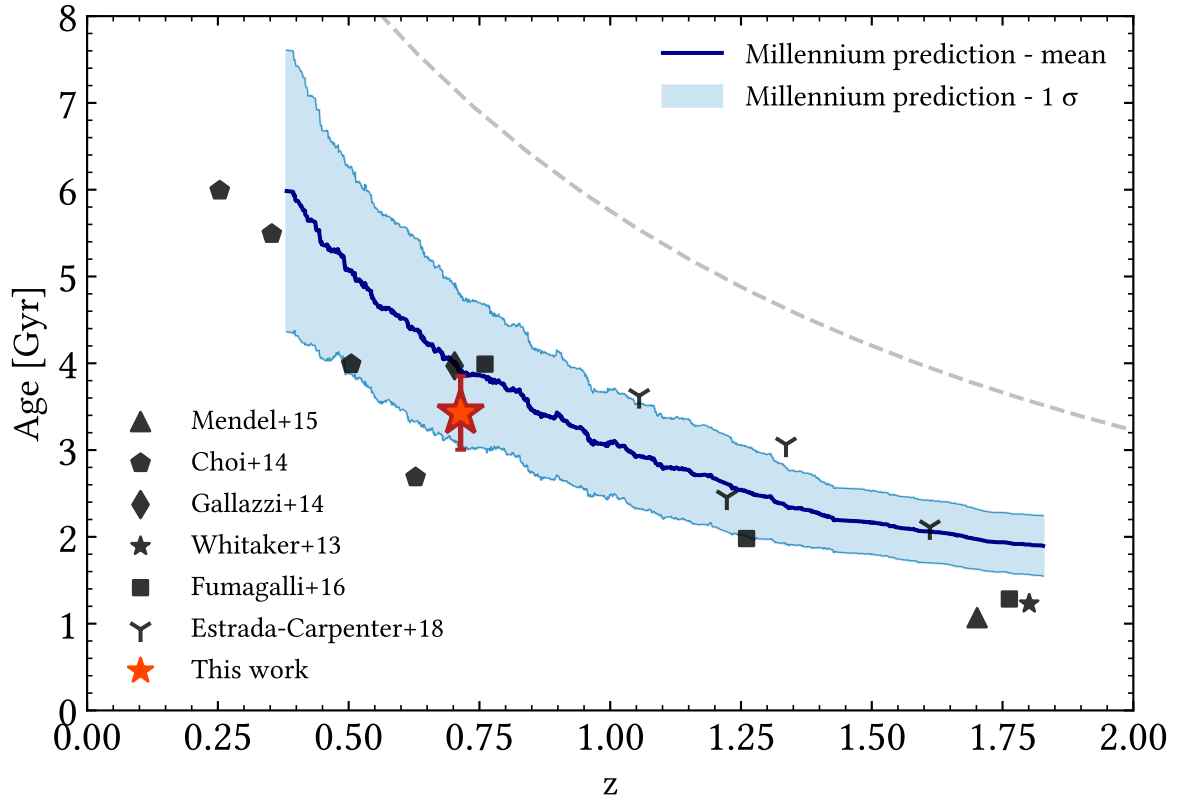 Millennium prediction - mean
Millennium prediction - 1 σ
8
7
6
5
4
3
2
1
0
Age [Gyr]
Mendel+15
Choi+14
Gallazzi+14
Whitaker+13
Fumagalli+16
Estrada-Carpenter+18
This work
0.00 0.25 0.50 0.75 1.00 1.25 1.50 1.75 2.00
z